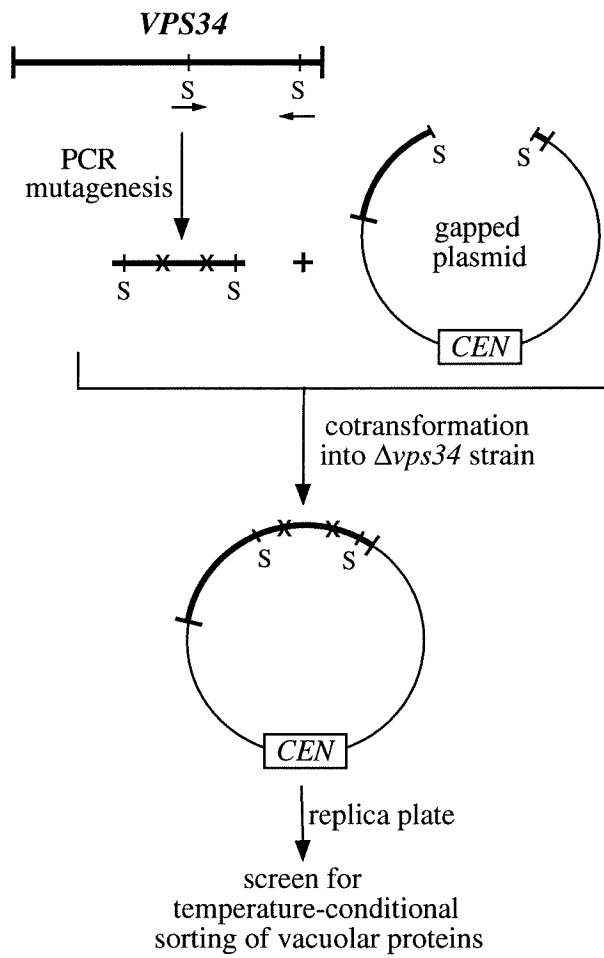 VPS34
S
S
PCR
mutagenesis
S
S
+
S
S
gapped
plasmid
CEN
cotransformation
into Δvps34 strain
S
S
CEN
replica plate
screen for
temperature-conditional
sorting of vacuolar proteins